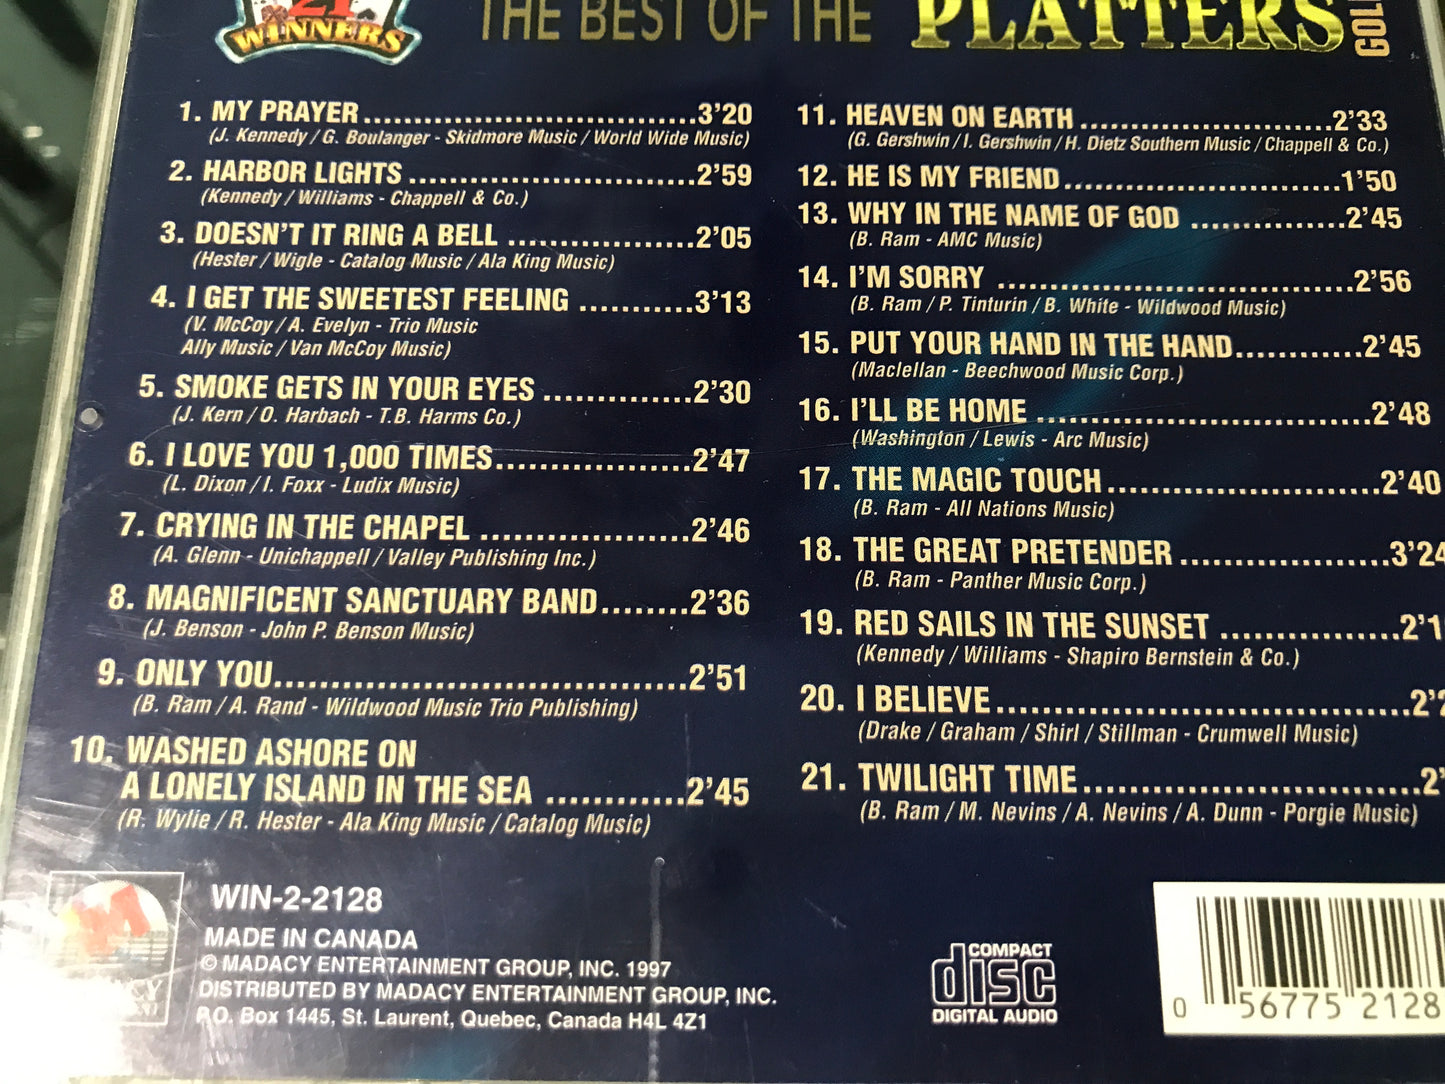 21
WINNERS
THE BEST OF THE PLATTERS
GOL
1. MY PRAYER..............................3'20
(J. Kennedy / G. Boulanger - Skidmore Music / World Wide Music)
2. HARBOR LIGHTS ..........................2'59
(Kennedy / Williams - Chappell & Co.)
3. DOESN'T IT RING A BELL .................2'05
(Hester / Wigle - Catalog Music / Ala King Music)
4. I GET THE SWEETEST FEELING ..........3'13
(V. McCoy / A. Evelyn - Trio Music
Ally Music / Van McCoy Music)
5. SMOKE GETS IN YOUR EYES ..............2'30
(J. Kern / O. Harbach - T.B. Harms Co.)
6. I LOVE YOU 1,000 TIMES..................2'47
(L. Dixon / I. Foxx - Ludix Music)
7. CRYING IN THE CHAPEL ...................2'46
(A. Glenn - Unichappell / Valley Publishing Inc.)
8. MAGNIFICENT SANCTUARY BAND........2'36
(J. Benson - John P. Benson Music)
9. ONLY YOU......................................2'51
(B. Ram / A. Rand - Wildwood Music Trio Publishing)
10. WASHED ASHORE ON
A LONELY ISLAND IN THE SEA ............2'45
(R. Wylie / R. Hester - Ala King Music / Catalog Music)
11. HEAVEN ON EARTH .......................2'33
(G. Gershwin / I. Gershwin / H. Dietz Southern Music / Chappell & Co.)
12. HE IS MY FRIEND.........................1'50
13. WHY IN THE NAME OF GOD ..............2'45
(B. Ram - AMC Music)
14. I'M SORRY ................................2'56
(B. Ram / P. Tinturin / B. White - Wildwood Music)
15. PUT YOUR HAND IN THE HAND............2'45
(Maclellan - Beechwood Music Corp.)
16. I'LL BE HOME ..............................2'48
(Washington / Lewis - Arc Music)
17. THE MAGIC TOUCH.........................2'40
(B. Ram - All Nations Music)
18. THE GREAT PRETENDER ...................3'24
(B. Ram - Panther Music Corp.)
19. RED SAILS IN THE SUNSET ................2'1
(Kennedy / Williams - Shapiro Bernstein & Co.)
20. I BELIEVE.....................................2'2
(Drake / Graham / Shirl / Stillman - Crumwell Music)
21. TWILIGHT TIME..............................2'
(B. Ram / M. Nevins / A. Nevins / A. Dunn - Porgie Music)
WIN-2-2128
MADE IN CANADA
© MADACY ENTERTAINMENT GROUP, INC. 1997
DISTRIBUTED BY MADACY ENTERTAINMENT GROUP, INC.
P.O. Box 1445, St. Laurent, Quebec, Canada H4L 4Z1
COMPACT
disc
DIGITAL AUDIO
0 56775 2128